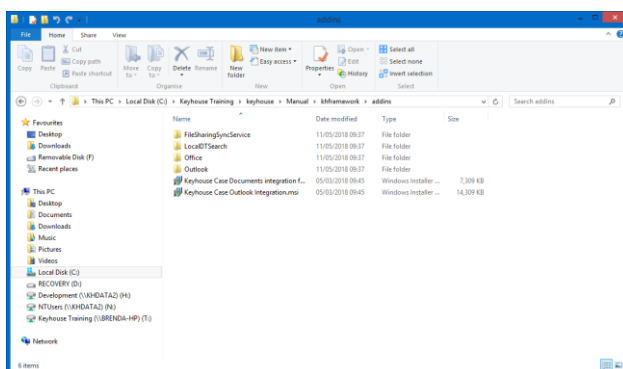 addins
File Home Share View
Copy Paste Cut Copy path Paste shortcut Move to Copy to Delete Rename New folder New item Easy access Properties Open Edit History Select all Select none Invert selection
Clipboard Organise New Open Select
This PC Local Disk (C:) Keyhouse Training keyhouse Manual khframework addins Search addins
Name Date modified Type Size
Favourites
Desktop
Downloads
Removable Disk (F)
Recent places
This PC
Desktop
Documents
Downloads
Music
Pictures
Videos
Local Disk (C:)
RECOVERY (D:)
Development (\\KHDATA2) (H:)
NTUsers (\\KHDATA2) (N:)
Keyhouse Training (\\BRENDA-HP) (T:)
Network
FileSharingSyncService 11/05/2018 09:37 File folder
LocalDTSearch 11/05/2018 09:37 File folder
Office 11/05/2018 09:37 File folder
Outlook 11/05/2018 09:37 File folder
Keyhouse Case Documents integration f... 05/03/2018 09:45 Windows Installer ... 7,309 KB
Keyhouse Case Outlook Integration.msi 05/03/2018 09:45 Windows Installer ... 14,309 KB
6 items